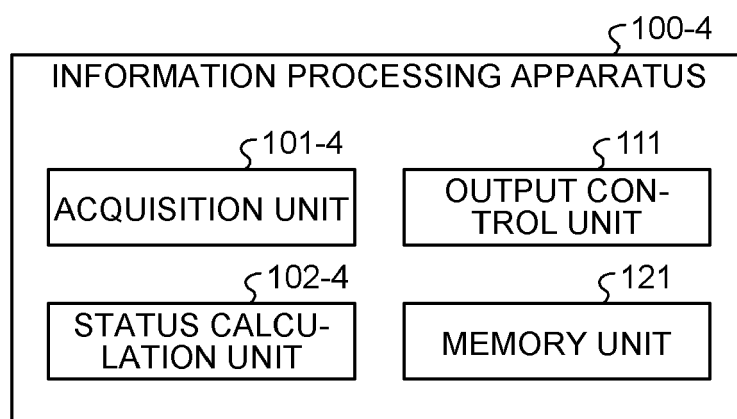 100-4
INFORMATION PROCESSING APPARATUS
101-4
ACQUISITION UNIT
111
OUTPUT CON-
TROL UNIT
102-4
STATUS CALCU-
LATION UNIT
121
MEMORY UNIT